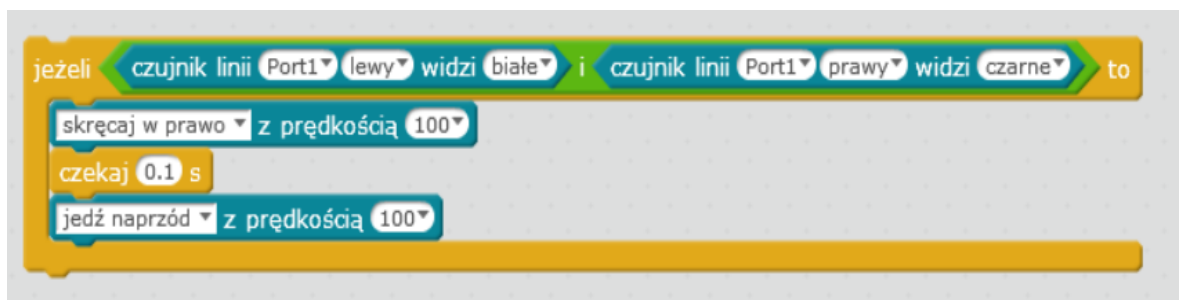 jeżeli czujnik linii Port1 lewy widzi białe i czujnik linii Port1 prawy widzi czarne to
skręcaj w prawo z prędkością 100
czekaj 0.1 s
jedź naprzód z prędkością 100